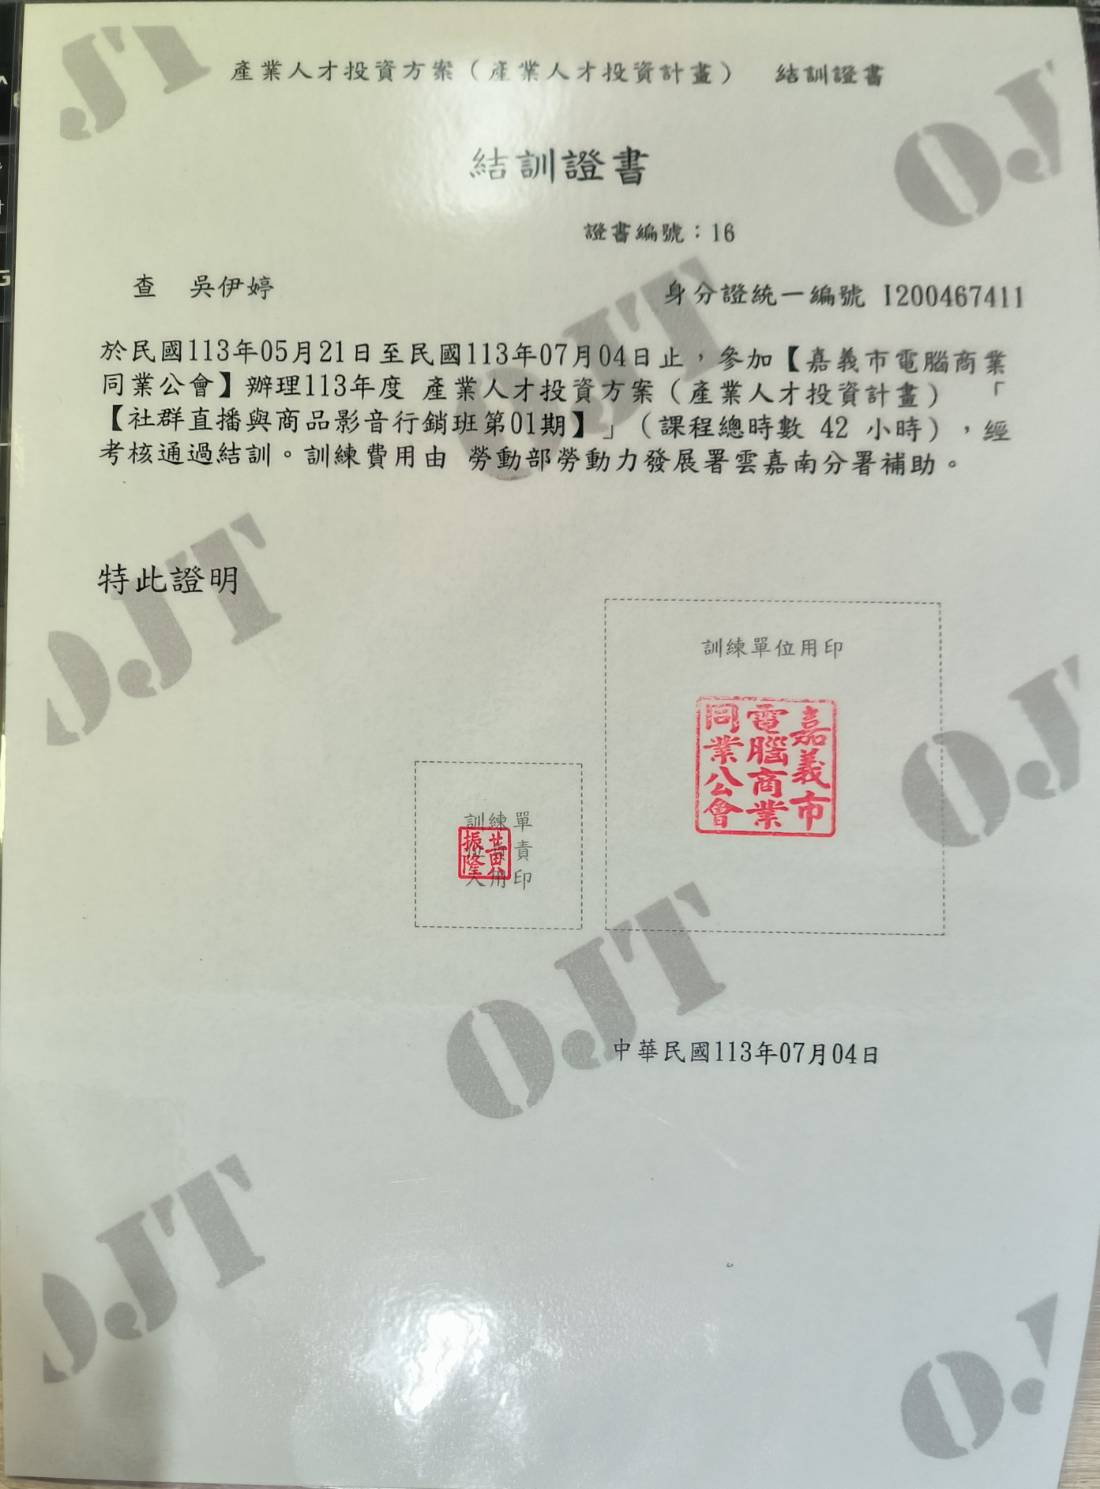 產業人才投資方案（產業人才投資計畫） 結訓證書
結訓證書
證書編號：16
查 吳伊婷 身分證統一編號 I200467411
於民國113年05月21日至民國113年07月04日止，參加【嘉義市電腦商業
同業公會】辦理113年度 產業人才投資方案（產業人才投資計畫） 「
【社群直播與商品影音行銷班第01期】」（課程總時數 42 小時），經
考核通過結訓。訓練費用由 勞動部勞動力發展署雲嘉南分署補助。
特此證明
訓練單位用印
嘉義市
電腦商業
同業公會
訓練單
責
人用印
振隆
中華民國113年07月04日
OJT
OJ
OJT
OJT
OJ
OJT
OJT
OJ